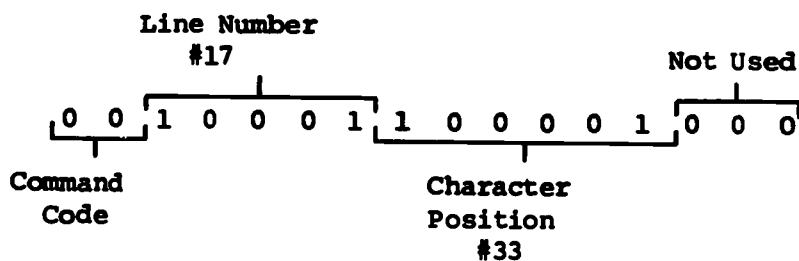 Line Number
#17
Not Used
0 0 1 0 0 0 1 1 0 0 0 0 1 0 0 0
Command
Code
Character
Position
#33